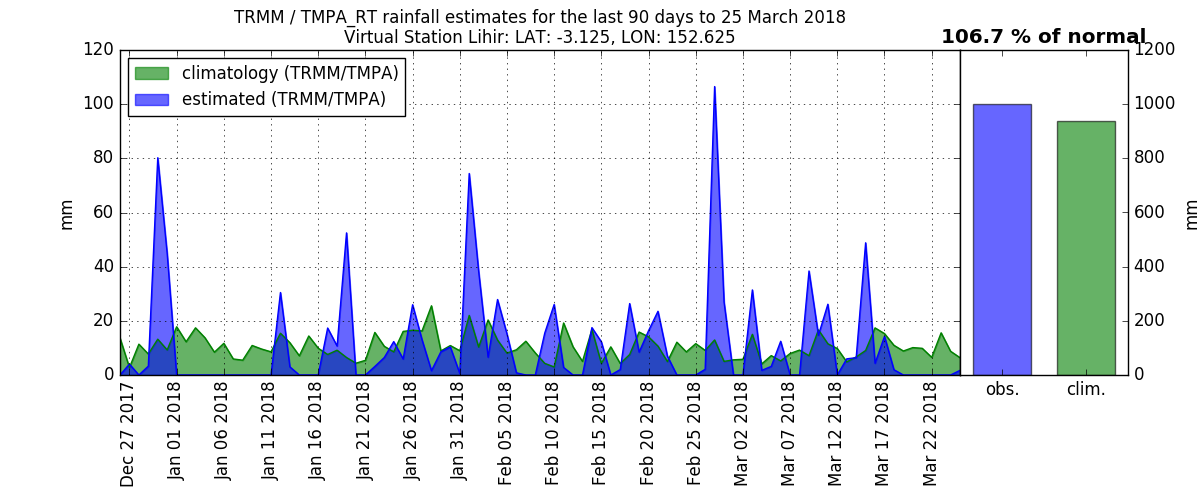 TRMM / TMPA_RT rainfall estimates for the last 90 days to 25 March 2018
Virtual Station Lihir: LAT: -3.125, LON: 152.625
106.7 % of normal
climatology (TRMM/TMPA)
estimated (TRMM/TMPA)
120
100
80
60
40
20
0
mm
1200
1000
800
600
400
200
0
mm
Dec 27 2017
Jan 01 2018
Jan 06 2018
Jan 11 2018
Jan 16 2018
Jan 21 2018
Jan 26 2018
Jan 31 2018
Feb 05 2018
Feb 10 2018
Feb 15 2018
Feb 20 2018
Feb 25 2018
Mar 02 2018
Mar 07 2018
Mar 12 2018
Mar 17 2018
Mar 22 2018
obs.
clim.